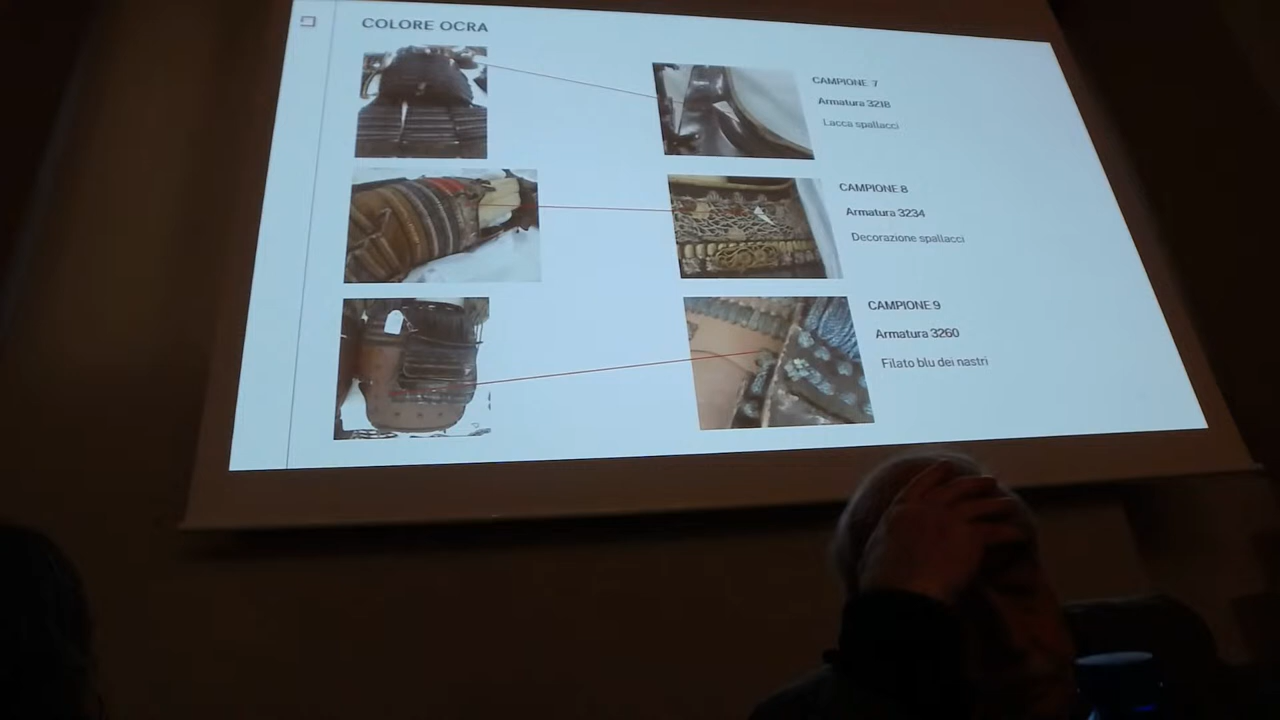 COLORE OCRA
CAMPIONE 7
Armatura 3218
Lacca spallacci
CAMPIONE 8
Armatura 3234
Decorazione spallacci
CAMPIONE 9
Armatura 3260
Filato blu dei nastri